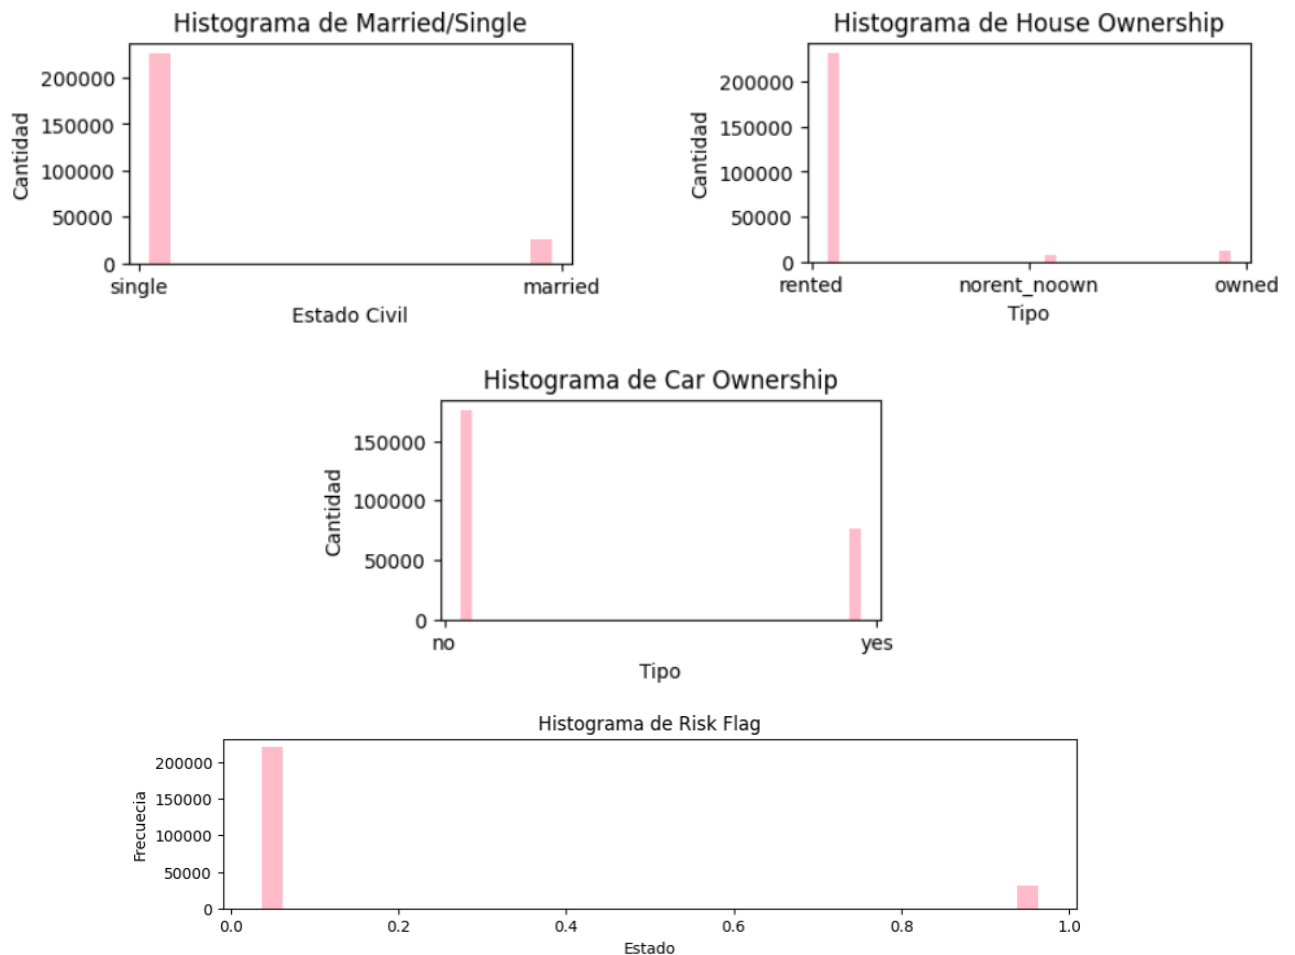 Histograma de Married/Single
Cantidad
200000
150000
100000
50000
0
single married
Estado Civil
Histograma de House Ownership
Cantidad
200000
150000
100000
50000
0
rented norent_noown owned
Tipo
Histograma de Car Ownership
Cantidad
150000
100000
50000
0
no yes
Tipo
Histograma de Risk Flag
Frecuecia
200000
150000
100000
50000
0
0.0 0.2 0.4 0.6 0.8 1.0
Estado